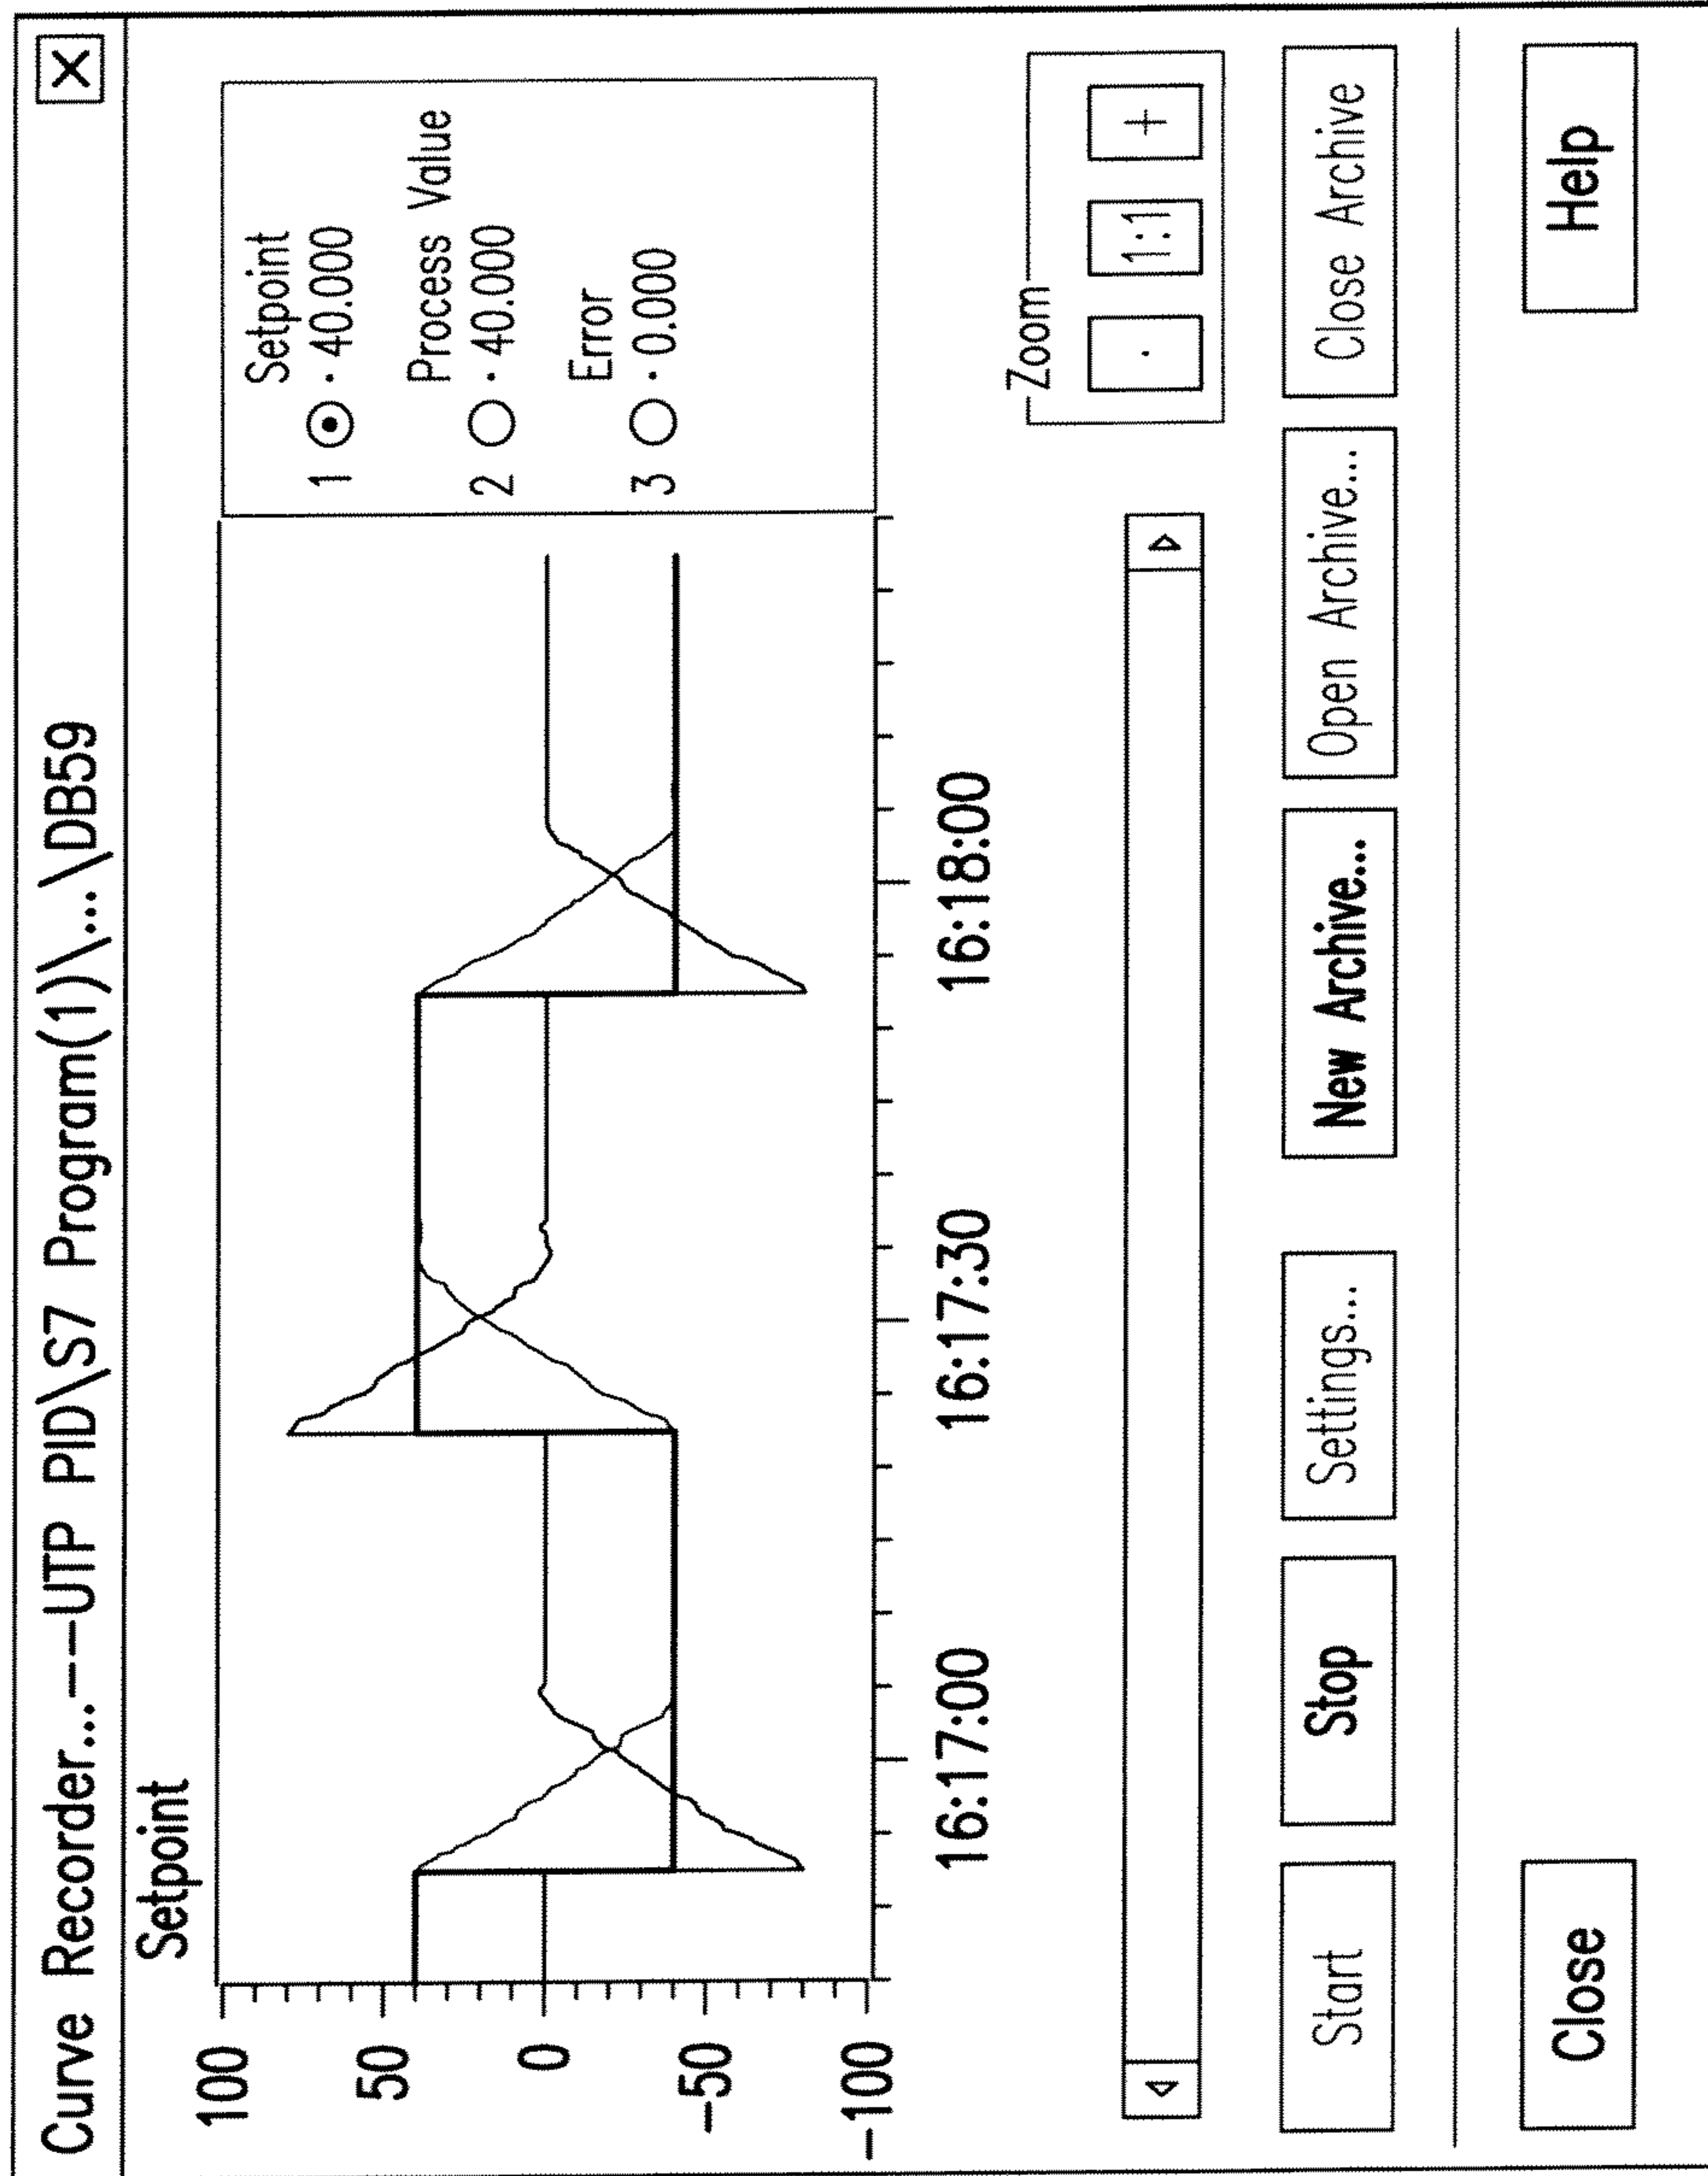 Curve Recorder...---UTP PID\S7 Program(1)\...\DB59
X
Setpoint
100
50
0
-50
-100
16:17:00
16:17:30
16:18:00
Setpoint
1 · 40.000
Process Value
2 · 40.000
Error
3 · 0.000
Zoom
· 1:1 +
Start Stop Settings... New Archive... Open Archive... Close Archive
Close Help